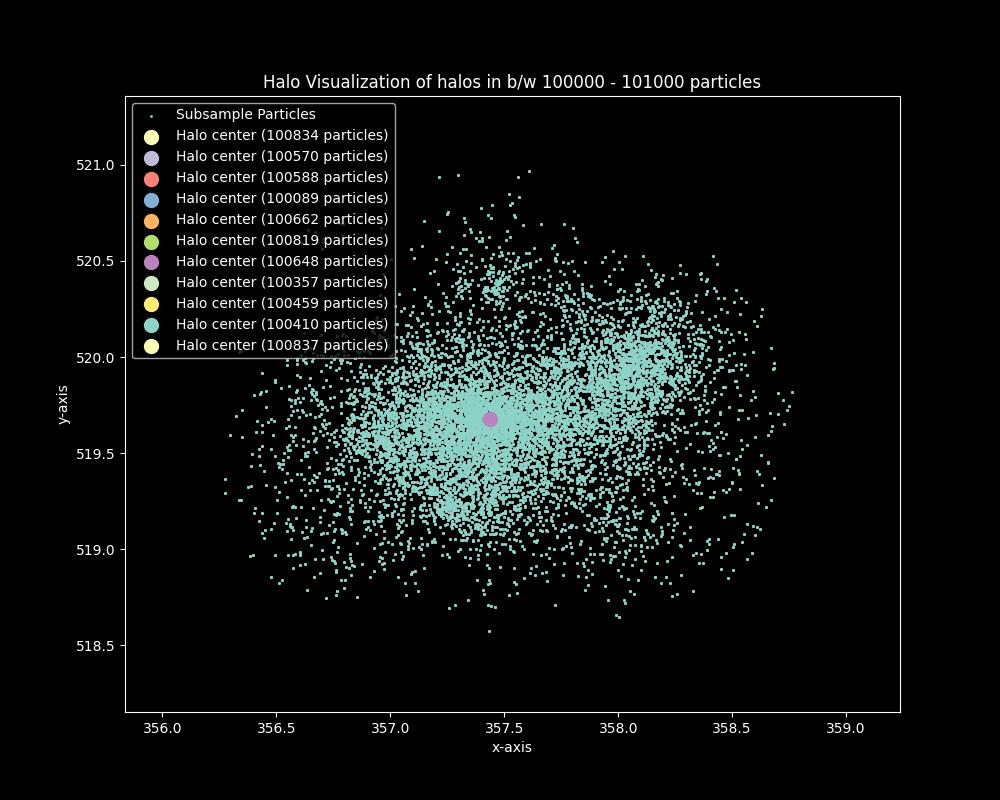 Halo Visualization of halos in b/w 100000 - 101000 particles
Subsample Particles
Halo center (100834 particles)
Halo center (100570 particles)
Halo center (100588 particles)
Halo center (100089 particles)
Halo center (100662 particles)
Halo center (100819 particles)
Halo center (100648 particles)
Halo center (100357 particles)
Halo center (100459 particles)
Halo center (100410 particles)
Halo center (100837 particles)
521.0
520.5
520.0
519.5
519.0
518.5
y-axis
356.0 356.5 357.0 357.5 358.0 358.5 359.0
x-axis